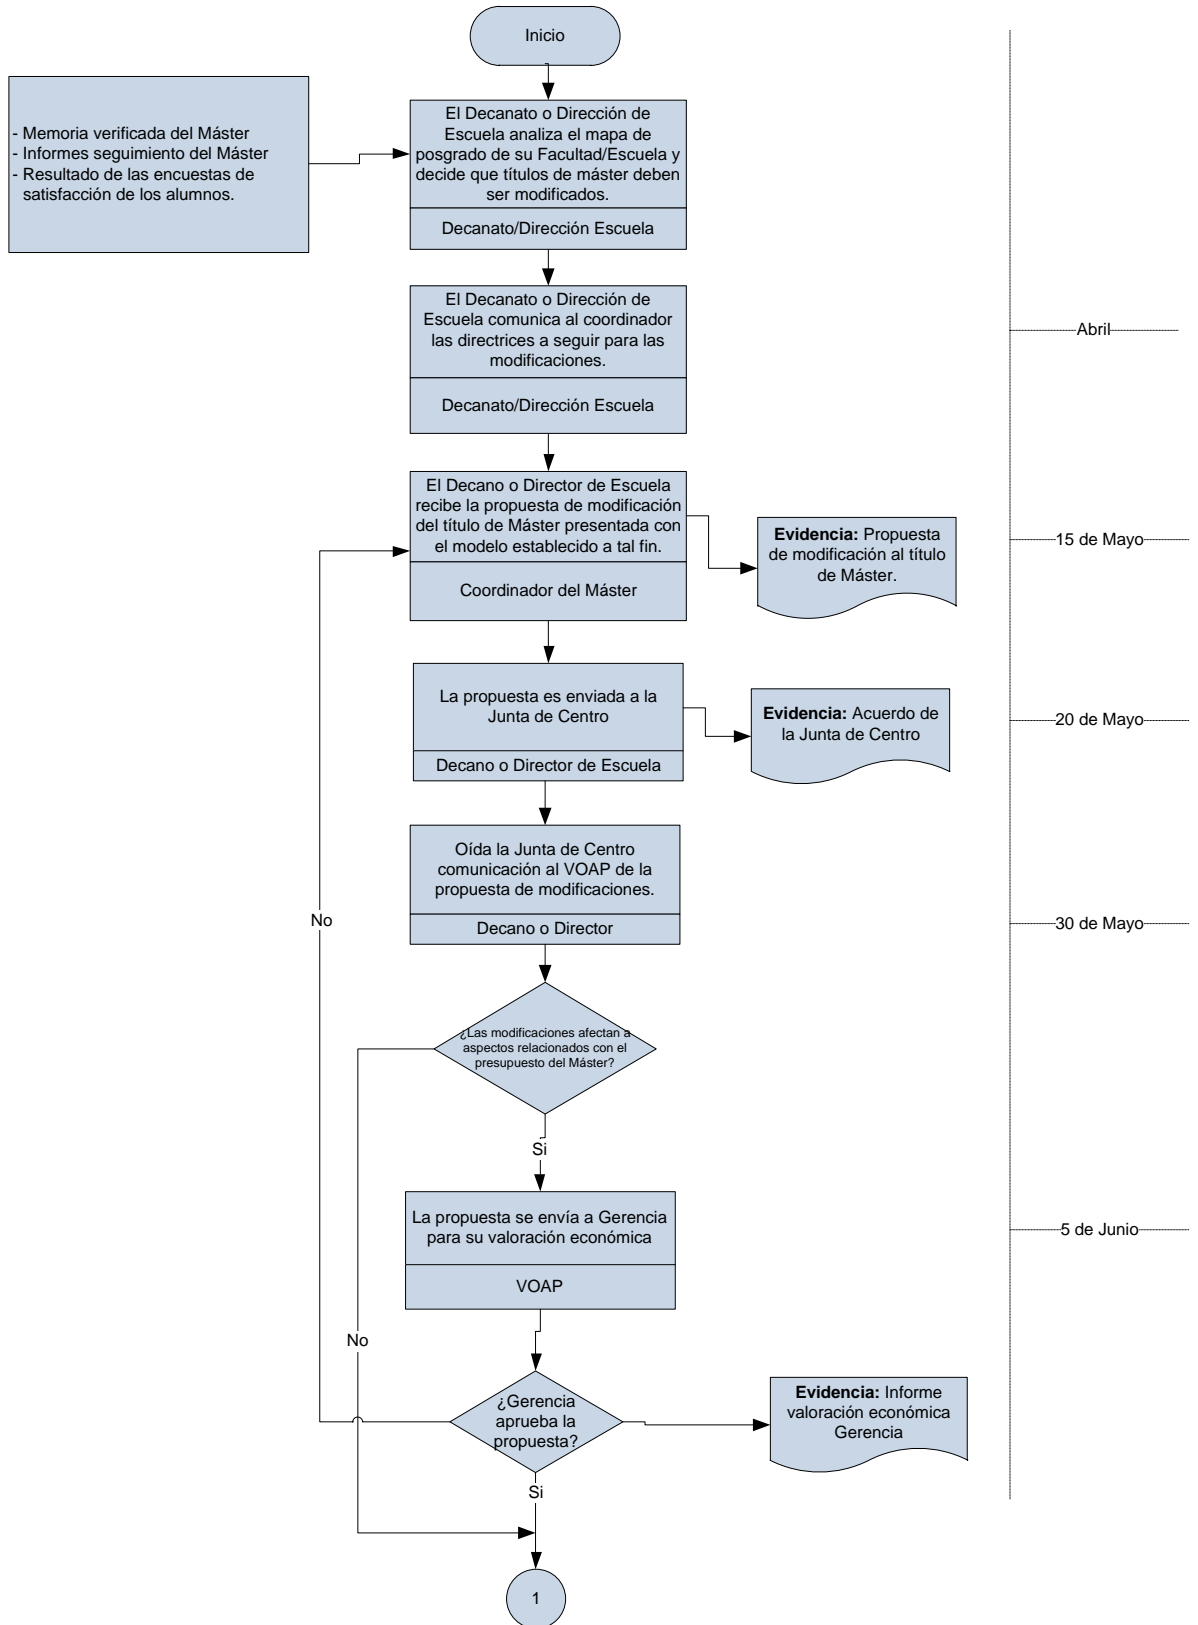 Inicio
- Memoria verificada del Máster
- Informes seguimiento del Máster
- Resultado de las encuestas de
satisfacción de los alumnos.
El Decanato o Dirección de
Escuela analiza el mapa de
posgrado de su Facultad/Escuela y
decide que títulos de máster deben
ser modificados.
Decanato/Dirección Escuela
El Decanato o Dirección de
Escuela comunica al coordinador
las directrices a seguir para las
modificaciones.
Decanato/Dirección Escuela
Abril
El Decano o Director de Escuela
recibe la propuesta de modificación
del título de Máster presentada con
el modelo establecido a tal fin.
Coordinador del Máster
Evidencia: Propuesta
de modificación al título
de Máster.
15 de Mayo
La propuesta es enviada a la
Junta de Centro
Decano o Director de Escuela
Evidencia: Acuerdo de
la Junta de Centro
20 de Mayo
Oída la Junta de Centro
comunicación al VOAP de la
propuesta de modificaciones.
Decano o Director
No
30 de Mayo
¿Las modificaciones afectan a
aspectos relacionados con el
presupuesto del Máster?
Si
La propuesta se envía a Gerencia
para su valoración económica
VOAP
5 de Junio
No
¿Gerencia
aprueba la
propuesta?
Evidencia: Informe
valoración económica
Gerencia
Si
1